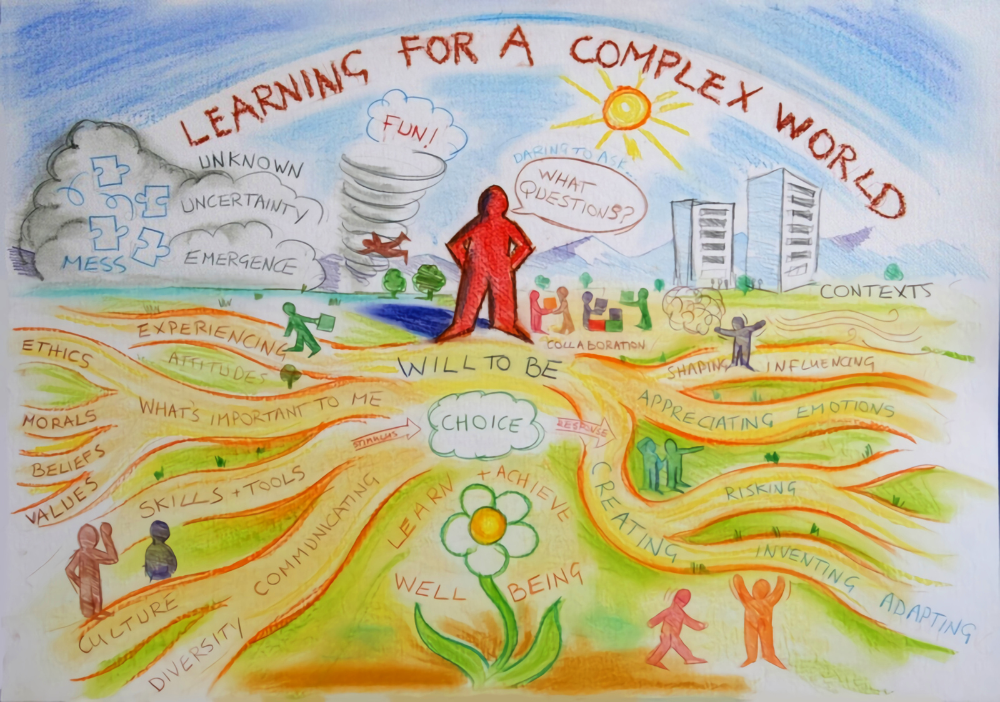 LEARNING FOR A COMPLEX WORLD
FUN!
UNKNOWN
UNCERTAINTY
MESS
EMERGENCE
DARING TO ASK...
WHAT
QUESTIONS?
CONTEXTS
COLLABORATION
EXPERIENCING
ETHICS
ATTITUDES
WILL TO BE
SHAPING INFLUENCING
WHAT'S IMPORTANT TO ME
MORALS
BELIEFS
VALUES
STIMULUS
CHOICE
RESPONSE
APPRECIATING EMOTIONS
SKILLS + TOOLS
COMMUNICATING
LEARN + ACHIEVE
CREATING
RISKING
INVENTING
ADAPTING
WELL BEING
CULTURE
DIVERSITY